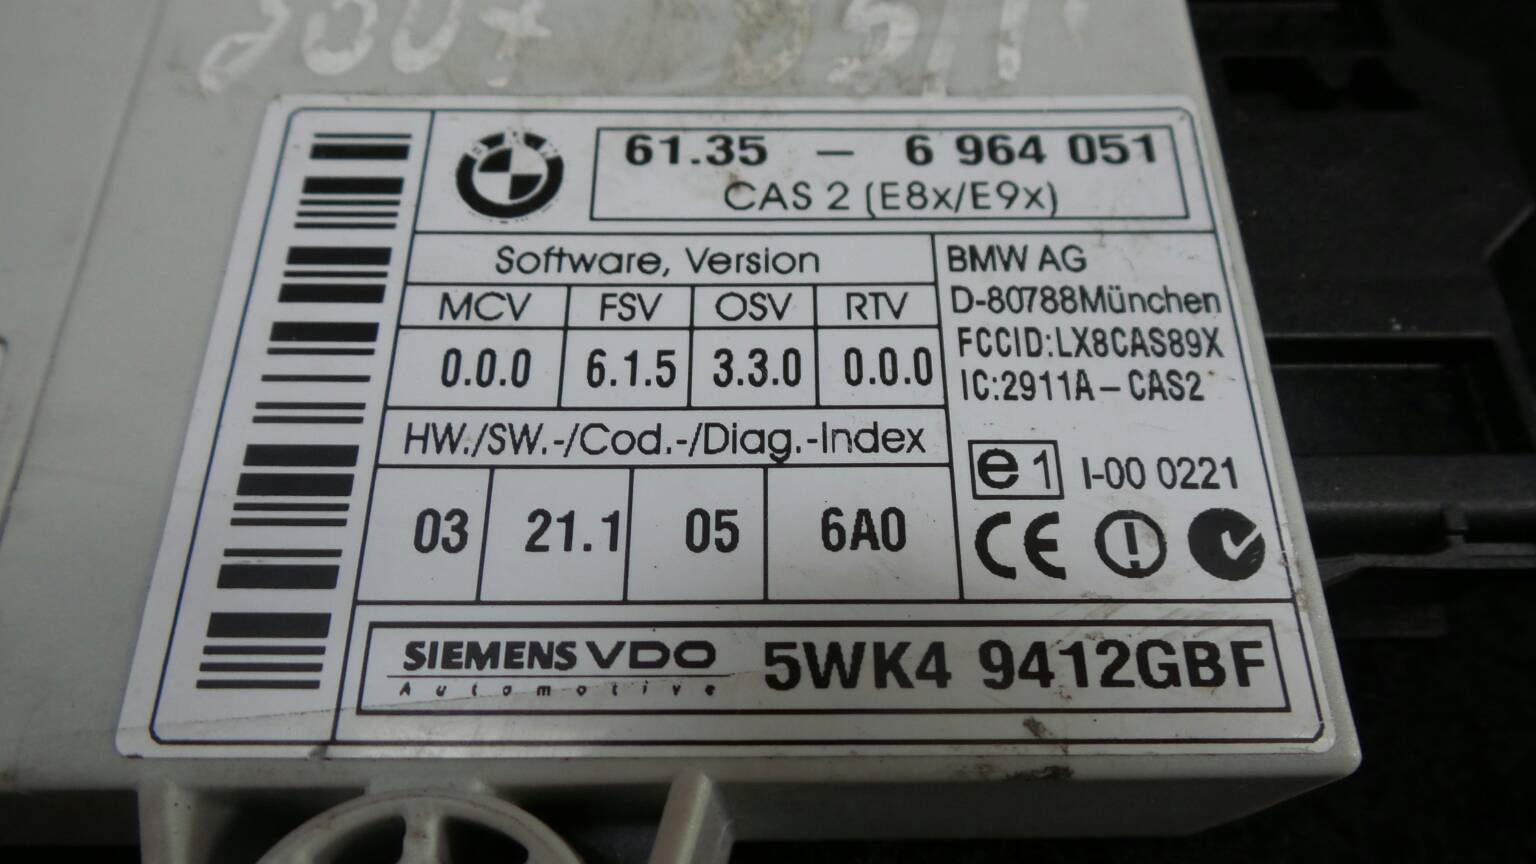 61.35 – 6 964 051
CAS 2 (E8x/E9x)
Software, Version
MCV FSV OSV RTV
0.0.0 6.1.5 3.3.0 0.0.0
HW./SW.-/Cod.-/Diag.-Index
03 21.1 05 6A0
BMW AG
D-80788München
FCCID:LX8CAS89X
IC:2911A-CAS2
e1 I-00 0221
CE
SIEMENS VDO
Automotive
5WK4 9412GBF